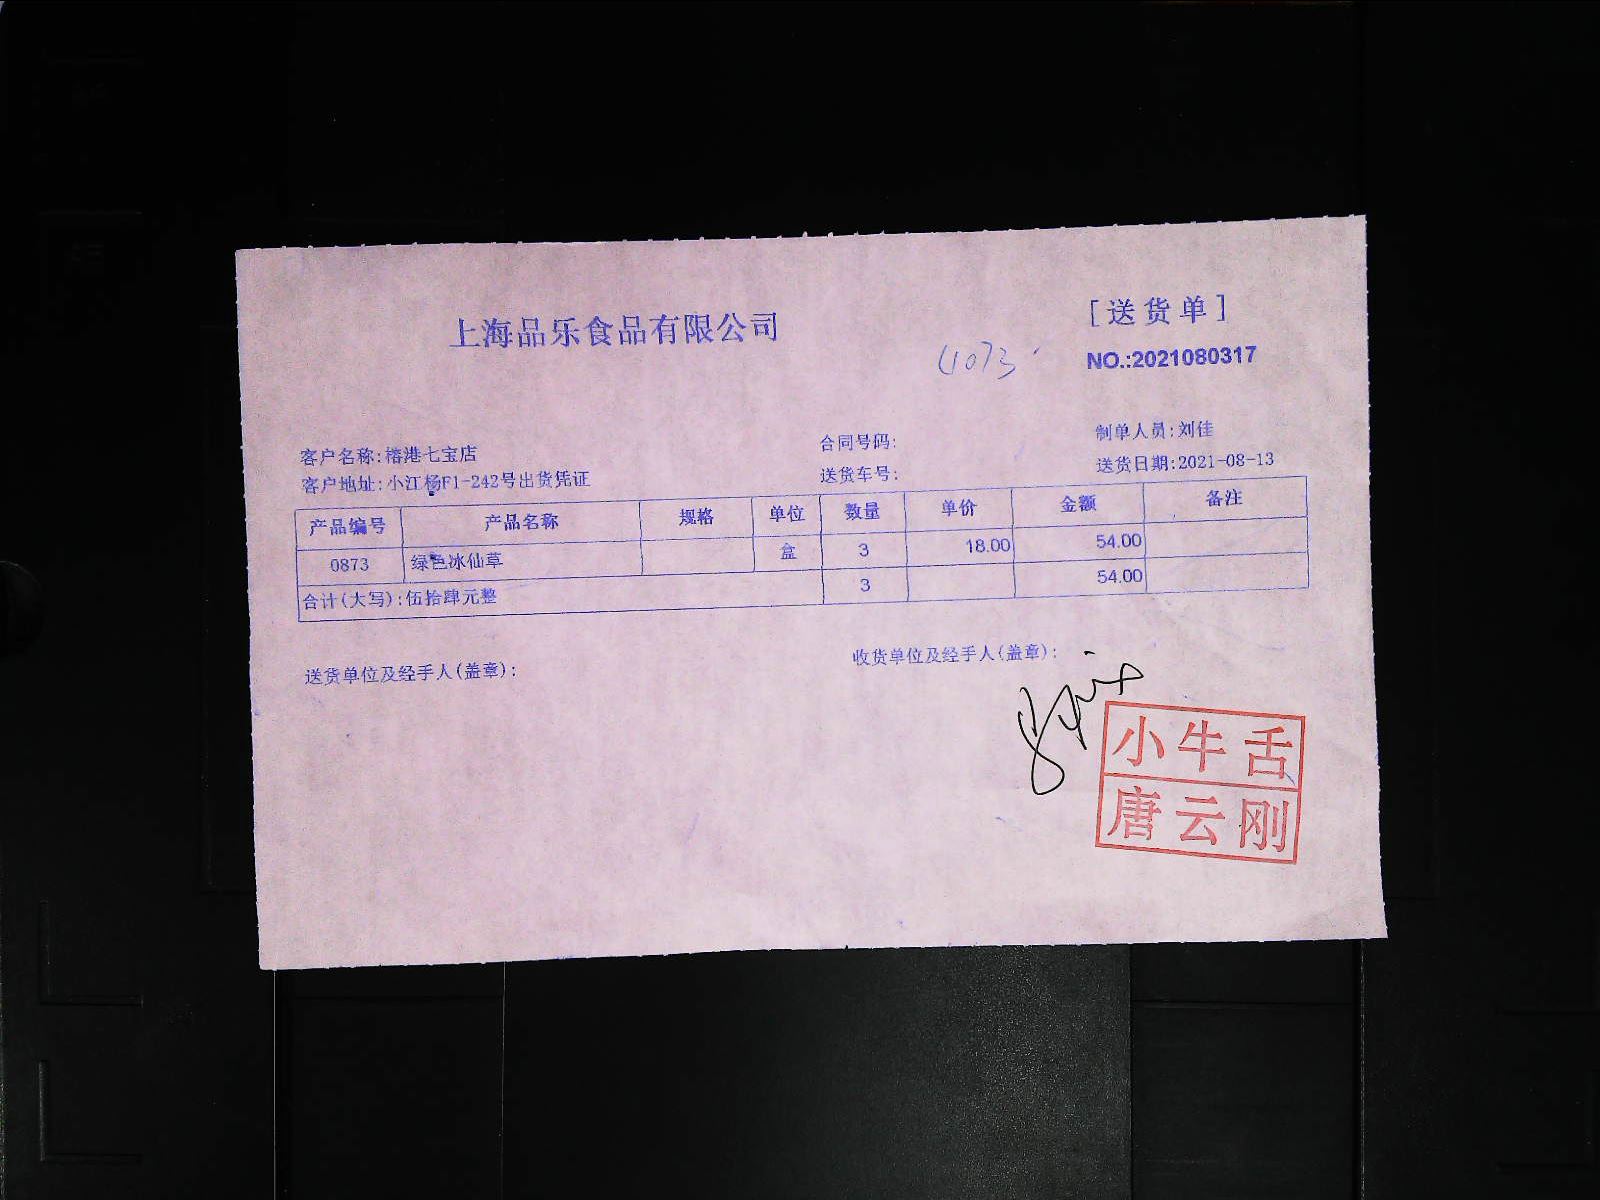 上海品乐食品有限公司
[送货单]
4073
NO.:2021080317
客户名称:榕港七宝店
合同号码:
制单人员:刘佳
客户地址:小江杨F1-242号出货凭证
送货车号:
送货日期:2021-08-13
产品编号 产品名称 规格 单位 数量 单价 金额 备注
0873 绿色冰仙草 盒 3 18.00 54.00
合计(大写):伍拾肆元整 3 54.00
送货单位及经手人(盖章):
收货单位及经手人(盖章):
小牛舌
唐云刚